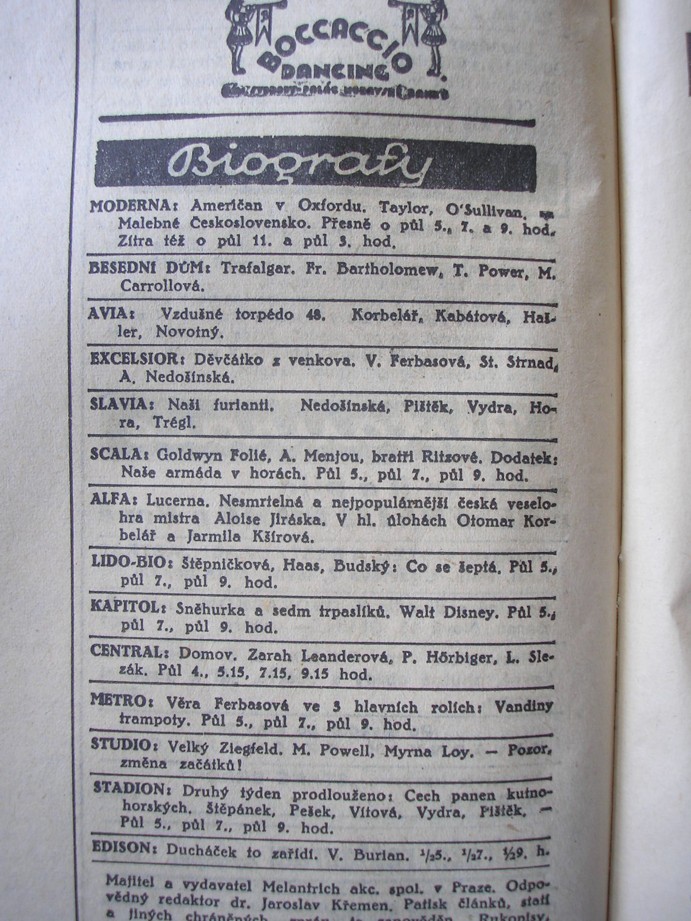 BOCCACCIO
DANCING
Biografy
MODERNA: Američan v Oxfordu. Taylor, O'Sullivan. —
Malebné Československo. Přesně o půl 5., 7. a 9. hod.
Zítra též o půl 11. a půl 3. hod.
BESEDNÍ DŮM: Trafalgar. Fr. Bartholomew, T. Power, M.
Carrollová.
AVIA: Vzdušné torpédo 48. Korbelář, Kabátová, Hal-
ler, Novotný.
EXCELSIOR: Děvčátko z venkova. V. Ferbasová, St. Strnad,
A. Nedošínská.
SLAVIA: Naši furianti. Nedošínská, Pištěk, Vydra, Ho-
ra, Trégl.
SCALA: Goldwyn Folié, A. Menjou, bratři Ritzové. Dodatek:
Naše armáda v horách. Půl 5., půl 7., půl 9. hod.
ALFA: Lucerna. Nesmrtelná a nejpopulárnější česká veselo-
hra mistra Aloise Jiráska. V hl. úlohách Otomar Kor-
belář a Jarmila Kšírová.
LIDO-BIO: Štěpničková, Haas, Budský: Co se šeptá. Půl 5.,
půl 7., půl 9. hod.
KAPITOL: Sněhurka a sedm trpaslíků. Walt Disney. Půl 5.,
půl 7., půl 9. hod.
CENTRAL: Domov. Zarah Leanderová, P. Hörbiger, L. Sle-
zák. Půl 4., 5.15, 7.15, 9.15 hod.
METRO: Věra Ferbasová ve 3 hlavních rolích: Vandiny
trampoty. Půl 5., půl 7., půl 9. hod.
STUDIO: Velký Ziegfeld. M. Powell, Myrna Loy. — Pozor,
změna začátků!
STADION: Druhý týden prodlouženo: Cech panen kutno-
horských. Štěpánek, Pešek, Vítová, Vydra, Pištěk. —
Půl 5., půl 7., půl 9. hod.
EDISON: Ducháček to zařídí. V. Burian. ½5., ½7., ½9. h.
Majitel a vydavatel Melantrich akc. spol. v Praze. Odpo-
vědný redaktor dr. Jaroslav Křemen. Patisk článků, statí
a jiných chráněných zpráv je zapovězen. Rukopisy,